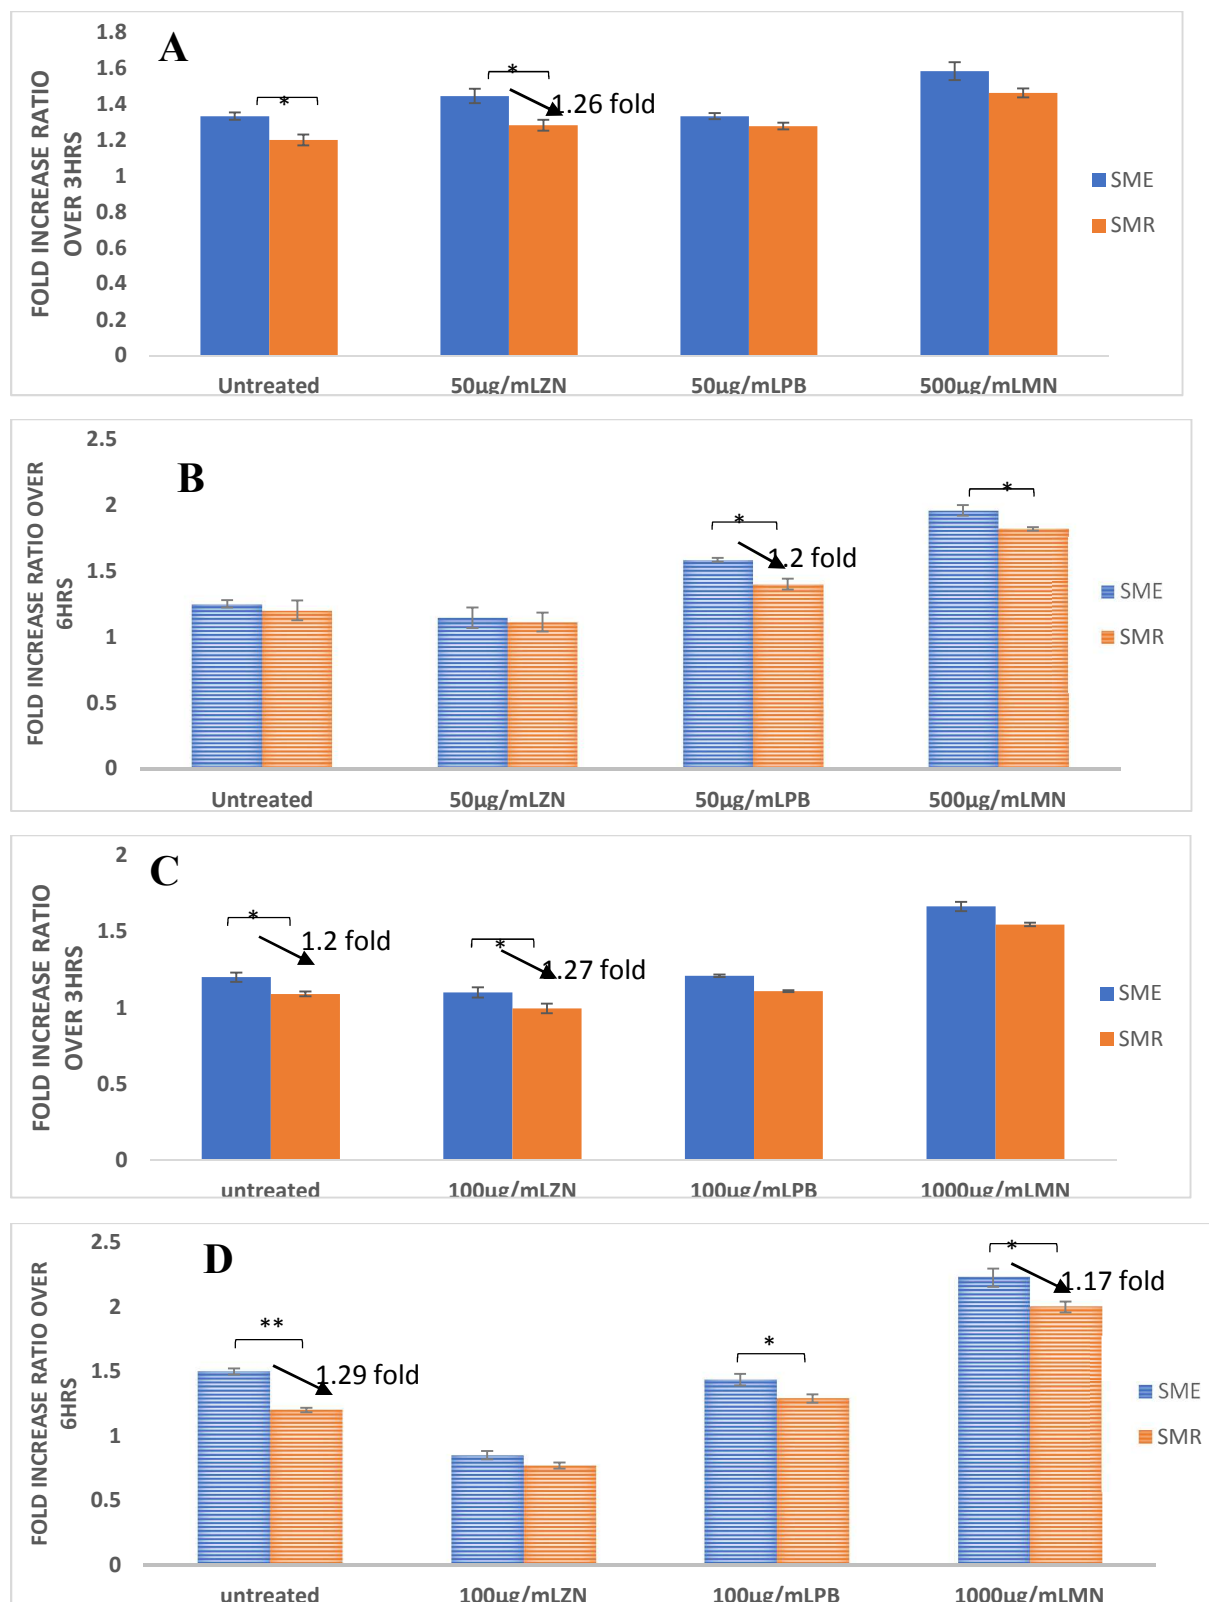 A
1.8
1.6
1.4
1.2
1
0.8
0.6
0.4
0.2
0
FOLD INCREASE RATIO
OVER 3HRS
*
*
1.26 fold
SME
SMR
Untreated 50µg/mLZN 50µg/mLPB 500µg/mLMN
B
2.5
2
1.5
1
0.5
0
FOLD INCREASE RATIO OVER
6HRS
*
1.2 fold
*
SME
SMR
Untreated 50µg/mLZN 50µg/mLPB 500µg/mLMN
C
2
1.5
1
0.5
0
FOLD INCREASE RATIO
OVER 3HRS
*
1.2 fold
*
1.27 fold
SME
SMR
untreated 100µg/mLZN 100µg/mLPB 1000µg/mLMN
D
2.5
2
1.5
1
0.5
0
FOLD INCREASE RATIO OVER
6HRS
**
1.29 fold
*
*
1.17 fold
SME
SMR
untreated 100µg/mLZN 100µg/mLPB 1000µg/mLMN